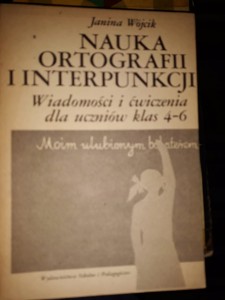 Janina Wójcik
NAUKA
ORTOGRAFII
I INTERPUNKCJI
Wiadomości i ćwiczenia
dla uczniów klas 4-6
Moim ulubionym bohaterem
Wydawnictwa Szkolne i Pedagogiczne